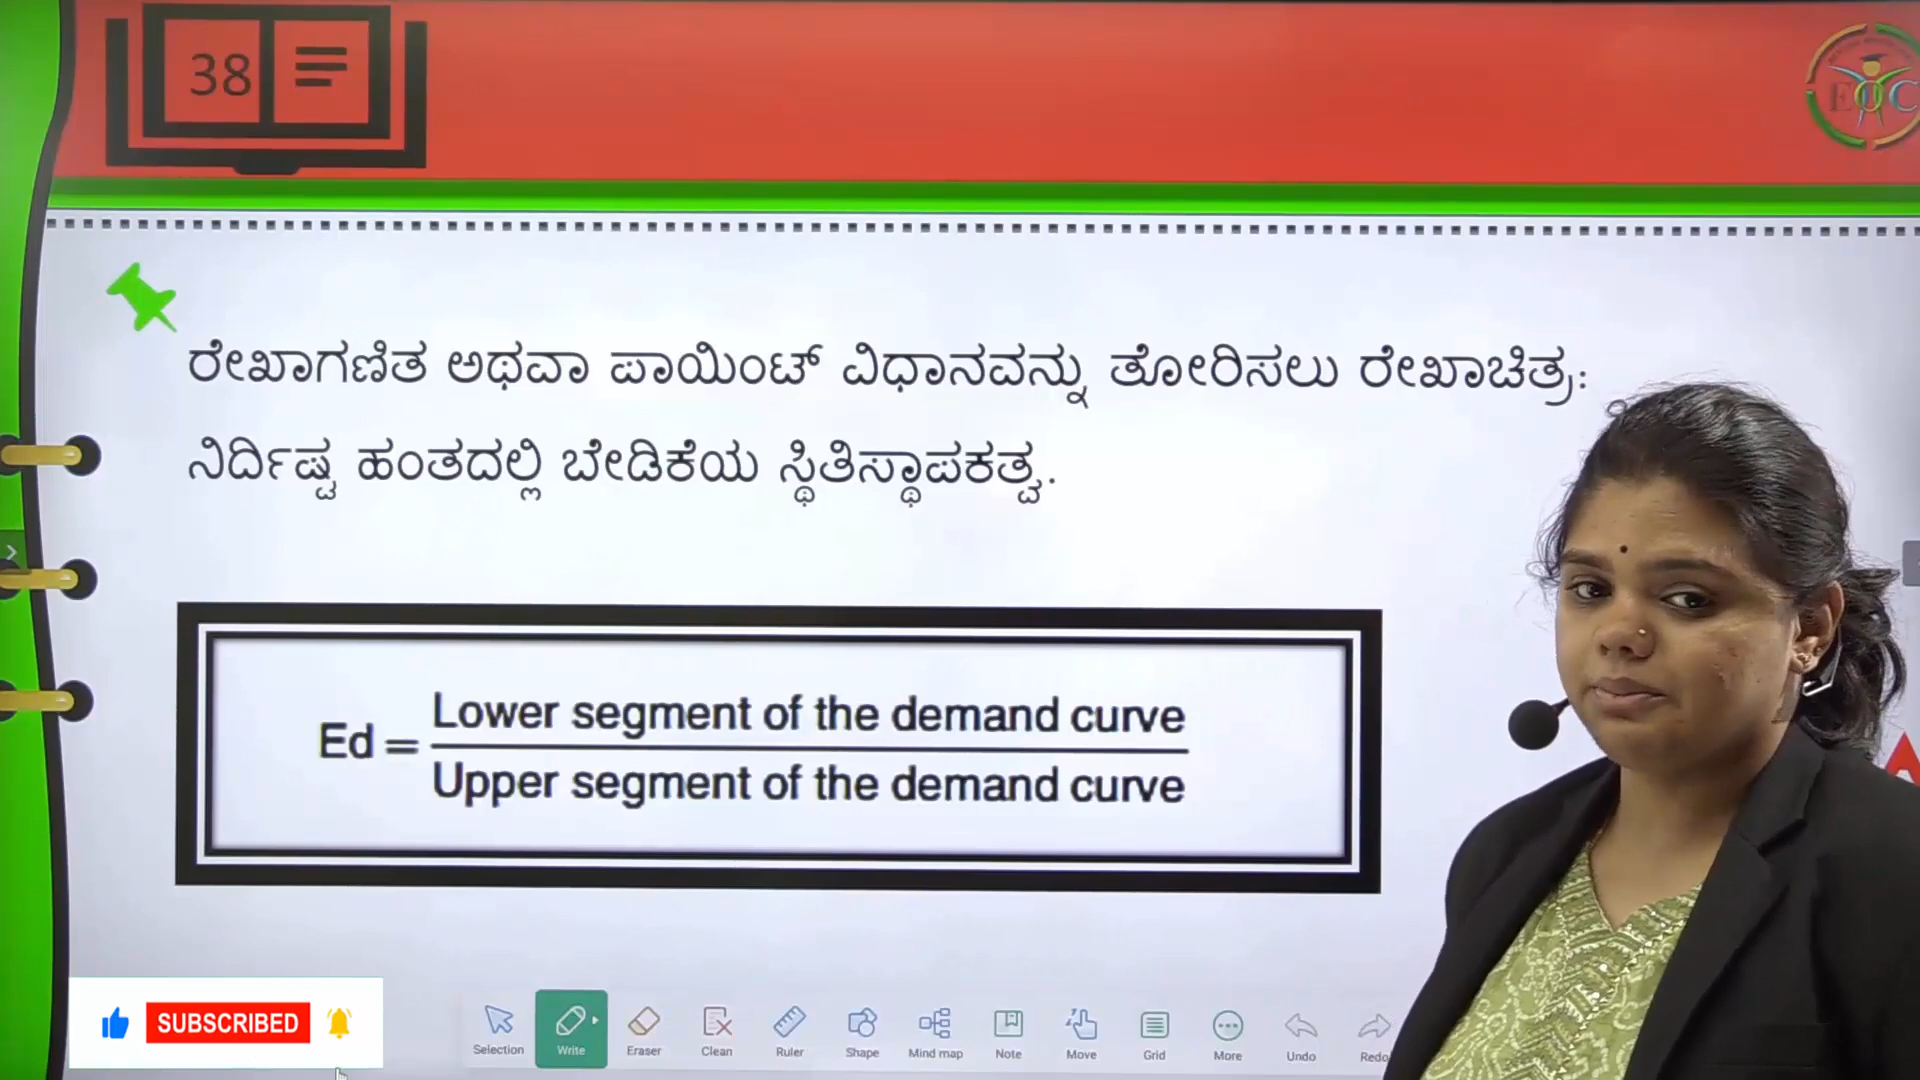 38
EOC
ರೇಖಾಗಣಿತ ಅಥವಾ ಪಾಯಿಂಟ್ ವಿಧಾನವನ್ನು ತೋರಿಸಲು ರೇಖಾಚಿತ್ರ:
ನಿರ್ದಿಷ್ಟ ಹಂತದಲ್ಲಿ ಬೇಡಿಕೆಯ ಸ್ಥಿತಿಸ್ಥಾಪಕತ್ವ.
Ed = Lower segment of the demand curve
Upper segment of the demand curve
SUBSCRIBED
Selection Write Eraser Clean Ruler Shape Mind map Note Move Grid More Undo Redo